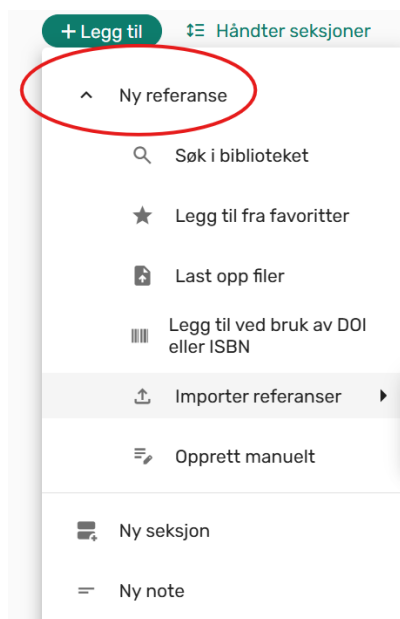 + Legg til
Håndter seksjoner
Ny referanse
Søk i biblioteket
Legg til fra favoritter
Last opp filer
Legg til ved bruk av DOI
eller ISBN
Importer referanser
Opprett manuelt
Ny seksjon
Ny note